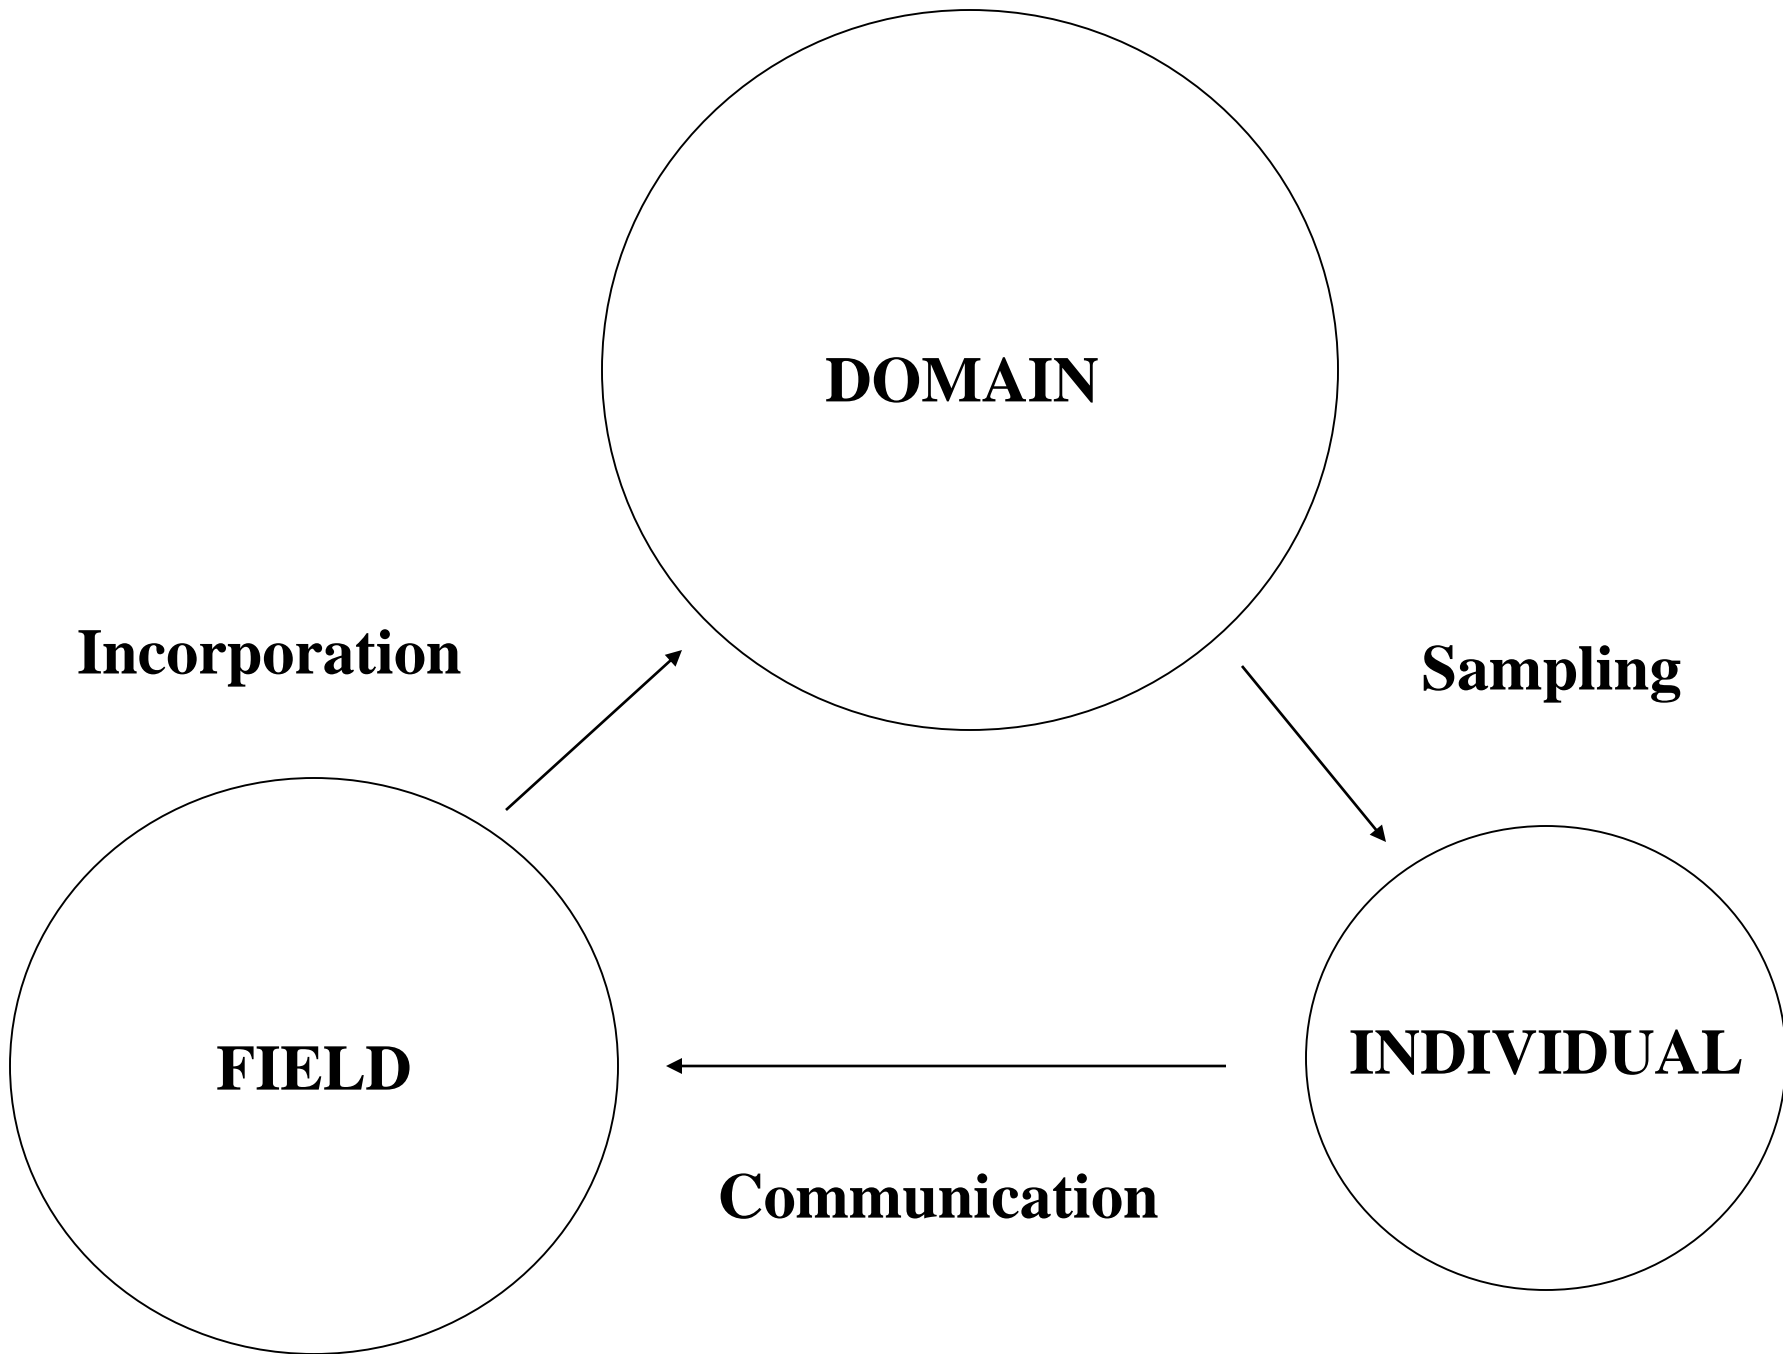 DOMAIN
Incorporation
Sampling
FIELD
INDIVIDUAL
Communication